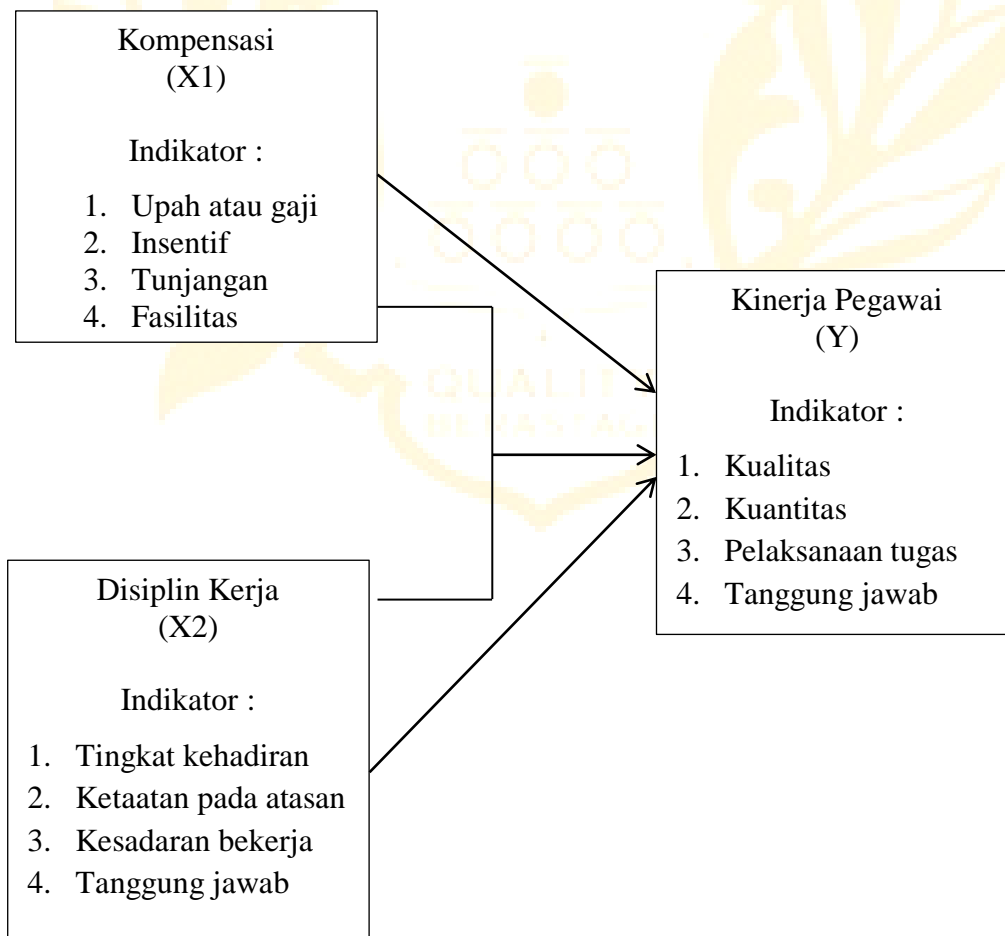 Kompensasi
(X1)
Indikator :
1. Upah atau gaji
2. Insentif
3. Tunjangan
4. Fasilitas
Kinerja Pegawai
(Y)
Indikator :
1. Kualitas
2. Kuantitas
3. Pelaksanaan tugas
4. Tanggung jawab
Disiplin Kerja
(X2)
Indikator :
1. Tingkat kehadiran
2. Ketaatan pada atasan
3. Kesadaran bekerja
4. Tanggung jawab